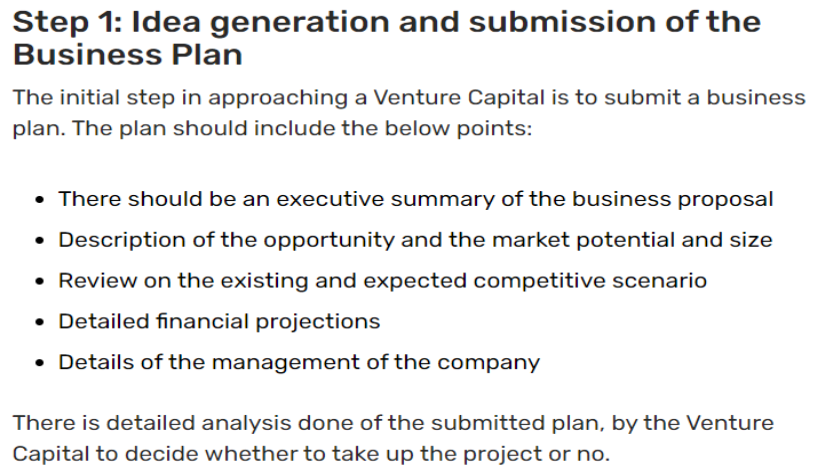 Step 1: Idea generation and submission of the
Business Plan
The initial step in approaching a Venture Capital is to submit a business
plan. The plan should include the below points:
• There should be an executive summary of the business proposal
• Description of the opportunity and the market potential and size
• Review on the existing and expected competitive scenario
• Detailed financial projections
• Details of the management of the company
There is detailed analysis done of the submitted plan, by the Venture
Capital to decide whether to take up the project or no.